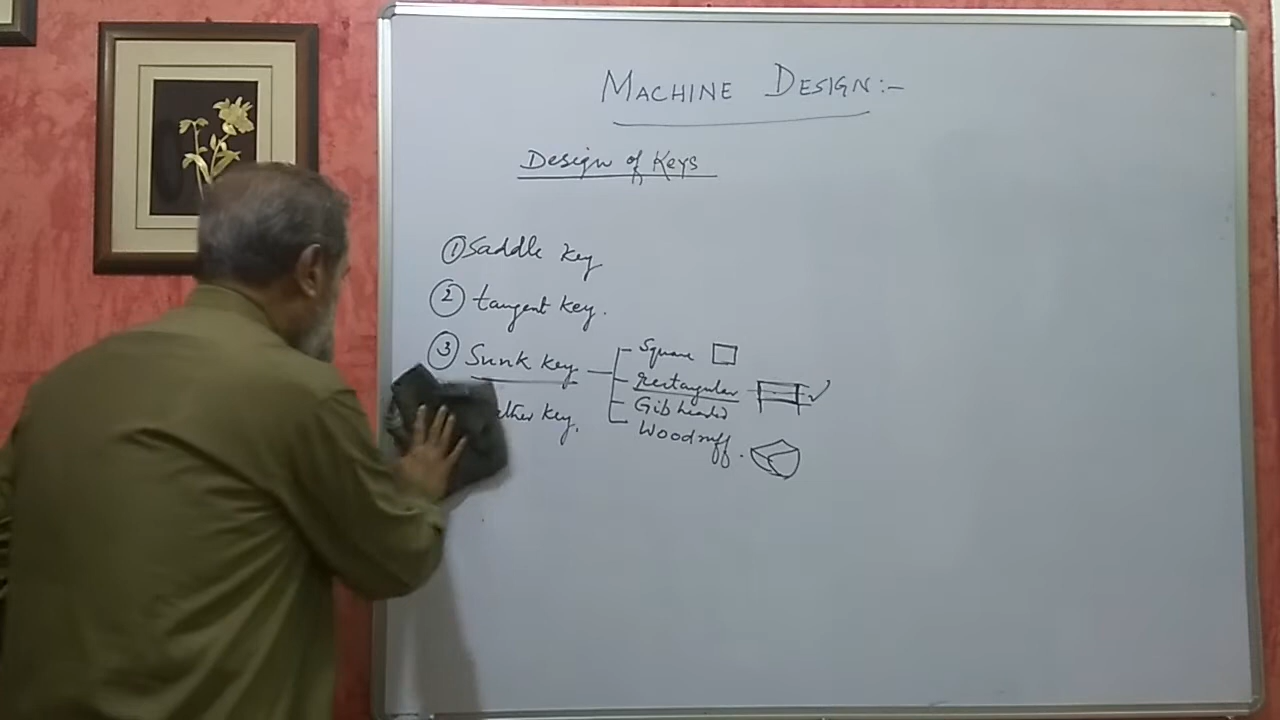 MACHINE DESIGN:-
Design of Keys
① Saddle Key
② tangent key.
③ Sunk key
Square
rectangular
Gib headed
Woodruff.
key.